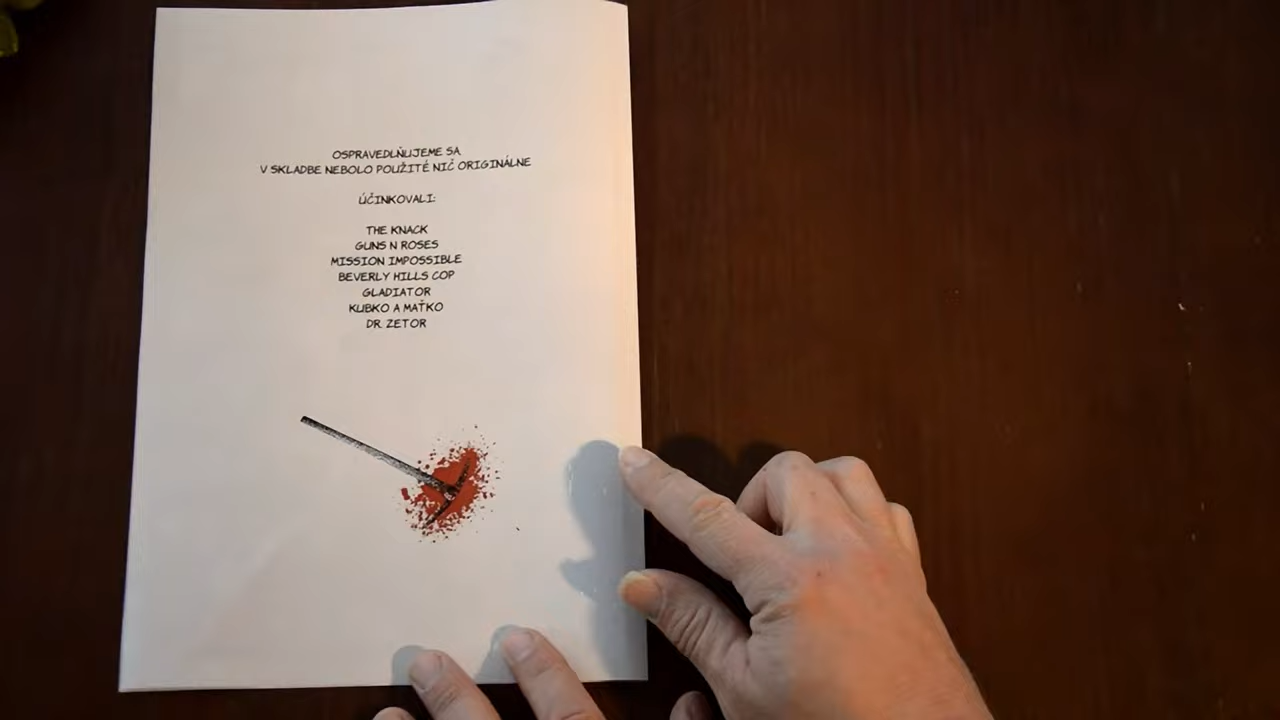 OSPRAVEDLŇUJEME SA
V SKLADBE NEBOLO POUŽITÉ NIČ ORIGINÁLNE
ÚČINKOVALI:
THE KNACK
GUNS N ROSES
MISSION IMPOSSIBLE
BEVERLY HILLS COP
GLADIATOR
KUBKO A MAŤKO
DR. ZETOR